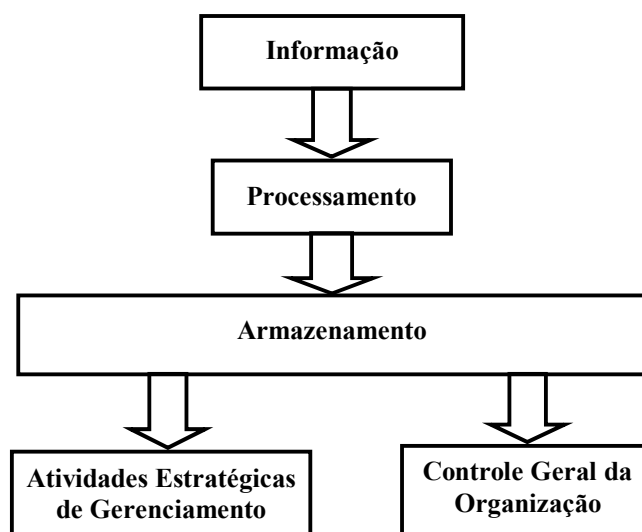 Informação
Processamento
Armazenamento
Atividades Estratégicas
de Gerenciamento
Controle Geral da
Organização